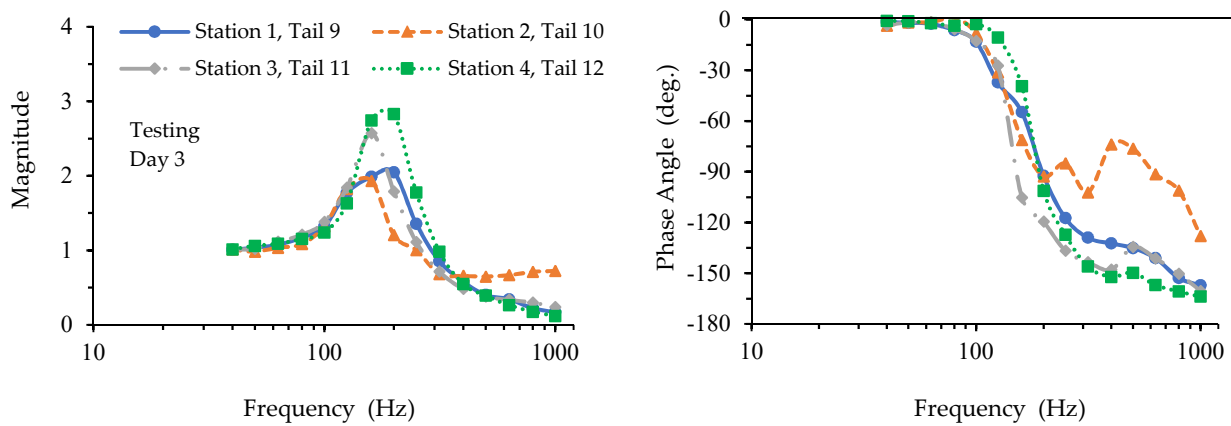 Station 1, Tail 9
Station 2, Tail 10
Station 3, Tail 11
Station 4, Tail 12
Testing
Day 3
Magnitude
4
3
2
1
0
10
100
1000
Frequency (Hz)
Phase Angle (deg.)
0
-30
-60
-90
-120
-150
-180
10
100
1000
Frequency (Hz)